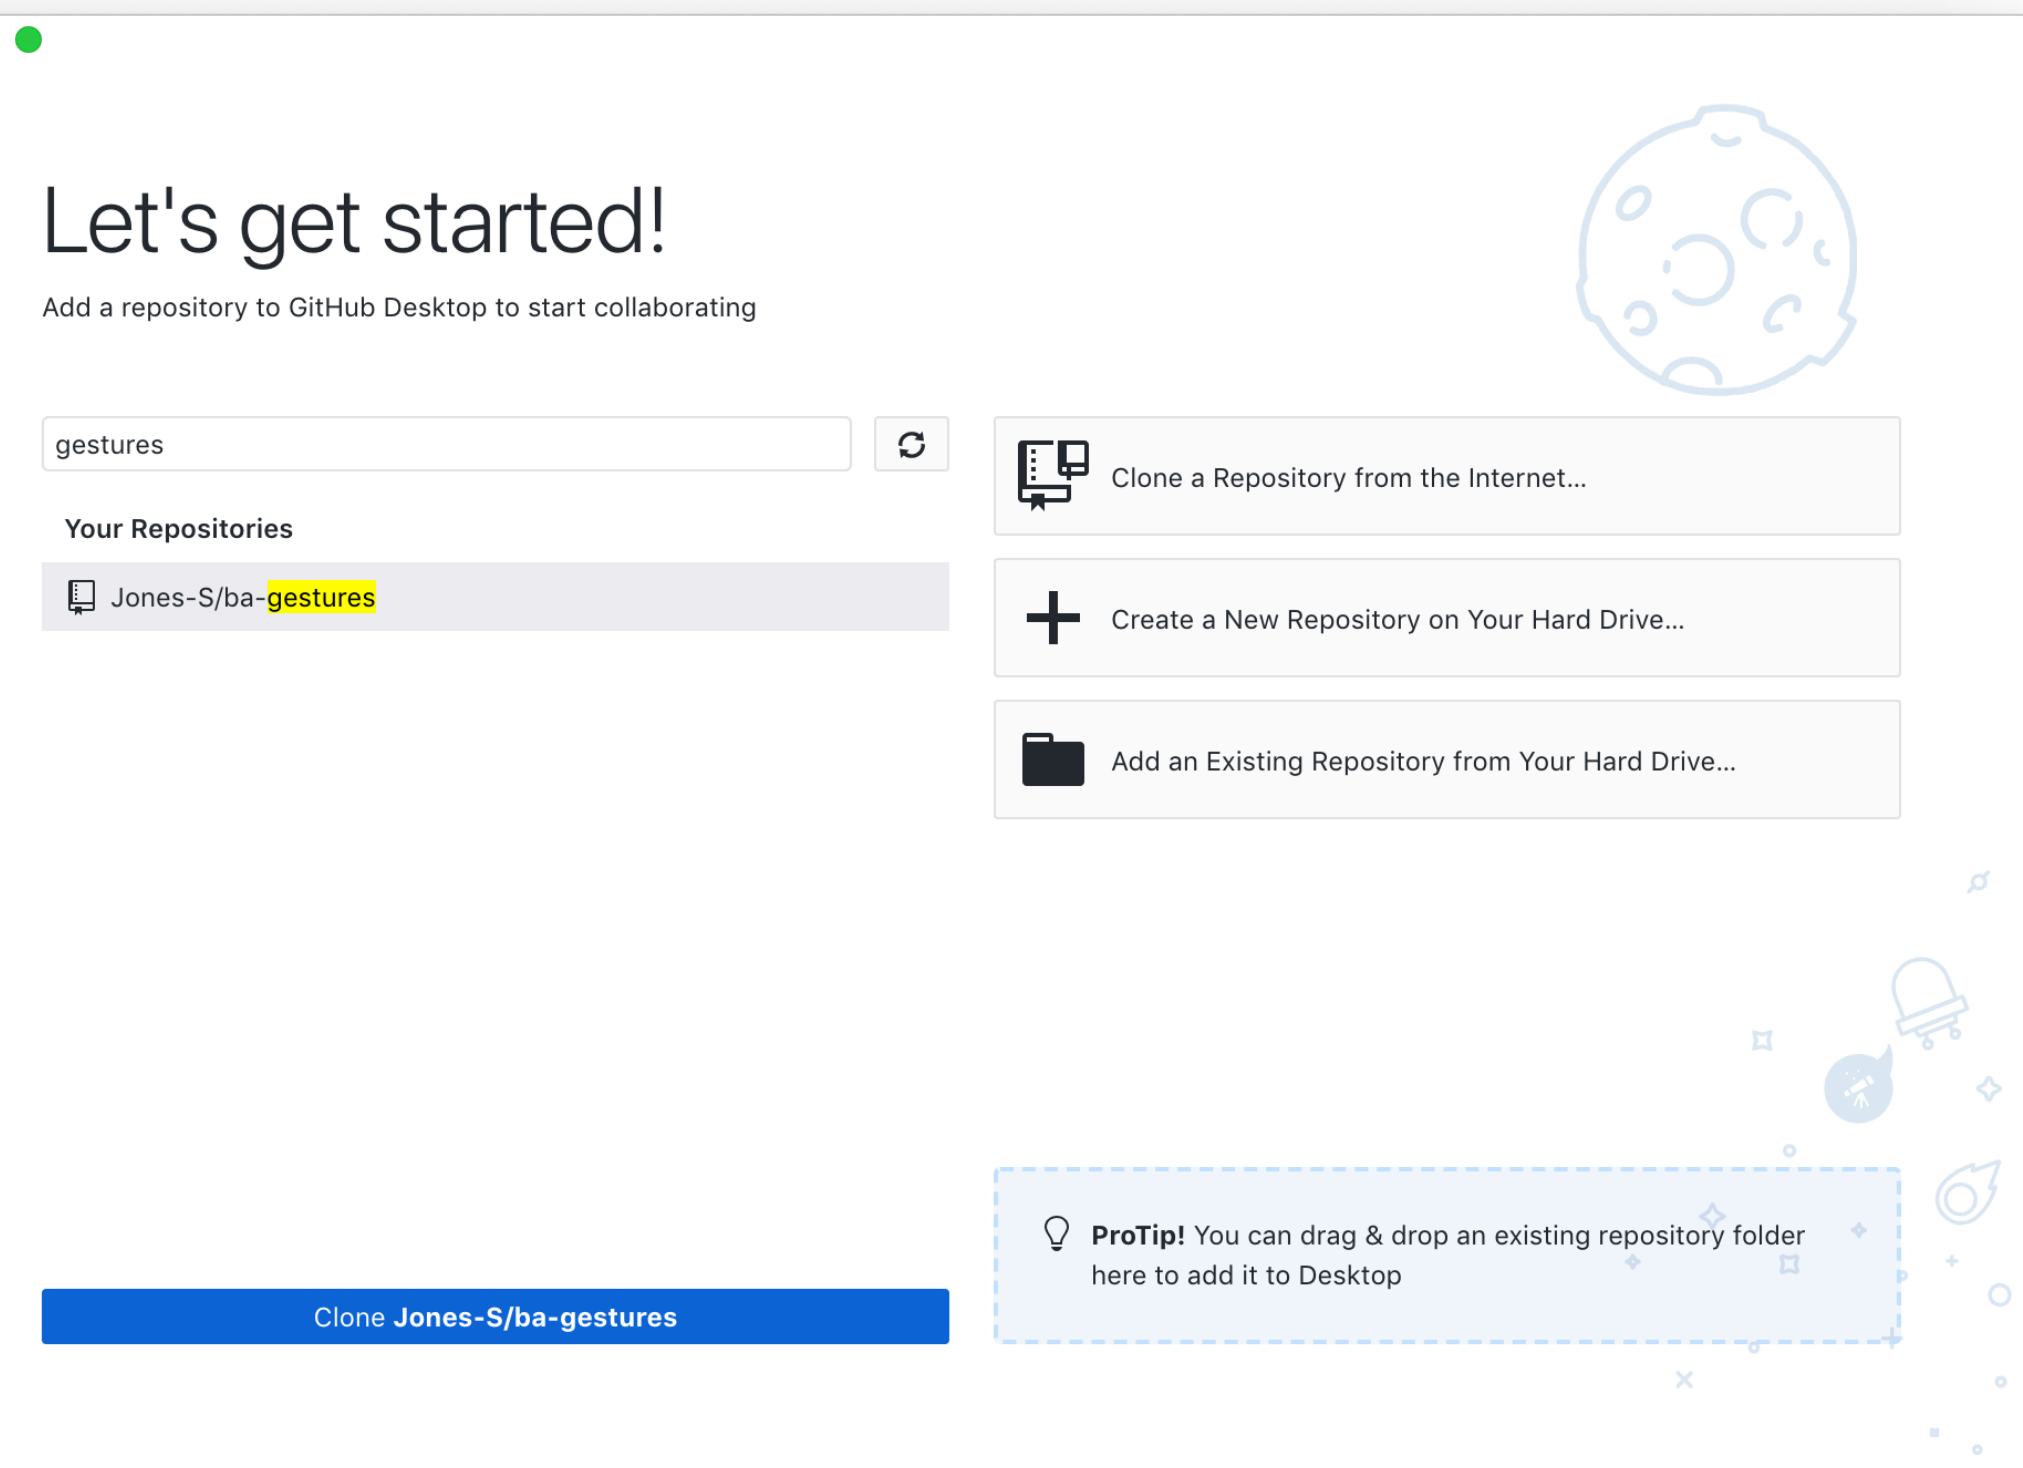 Let's get started!
Add a repository to GitHub Desktop to start collaborating
gestures
Your Repositories
Jones-S/ba-gestures
Clone Jones-S/ba-gestures
Clone a Repository from the Internet...
Create a New Repository on Your Hard Drive...
Add an Existing Repository from Your Hard Drive...
ProTip! You can drag & drop an existing repository folder
here to add it to Desktop